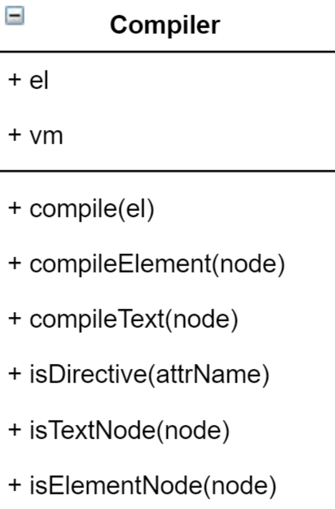 Compiler
+ el
+ vm
+ compile(el)
+ compileElement(node)
+ compileText(node)
+ isDirective(attrName)
+ isTextNode(node)
+ isElementNode(node)